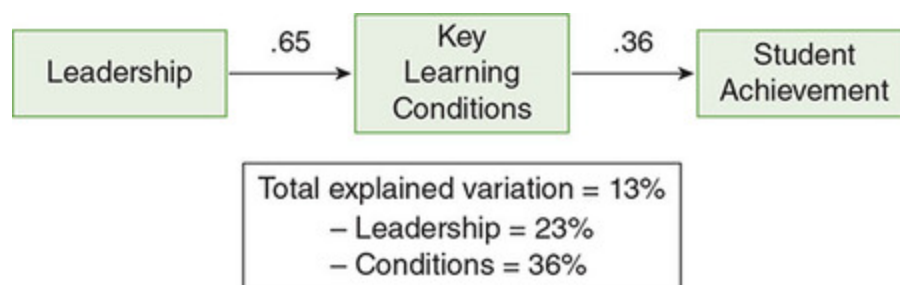 Leadership
.65
Key
Learning
Conditions
.36
Student
Achievement
Total explained variation = 13%
– Leadership = 23%
– Conditions = 36%